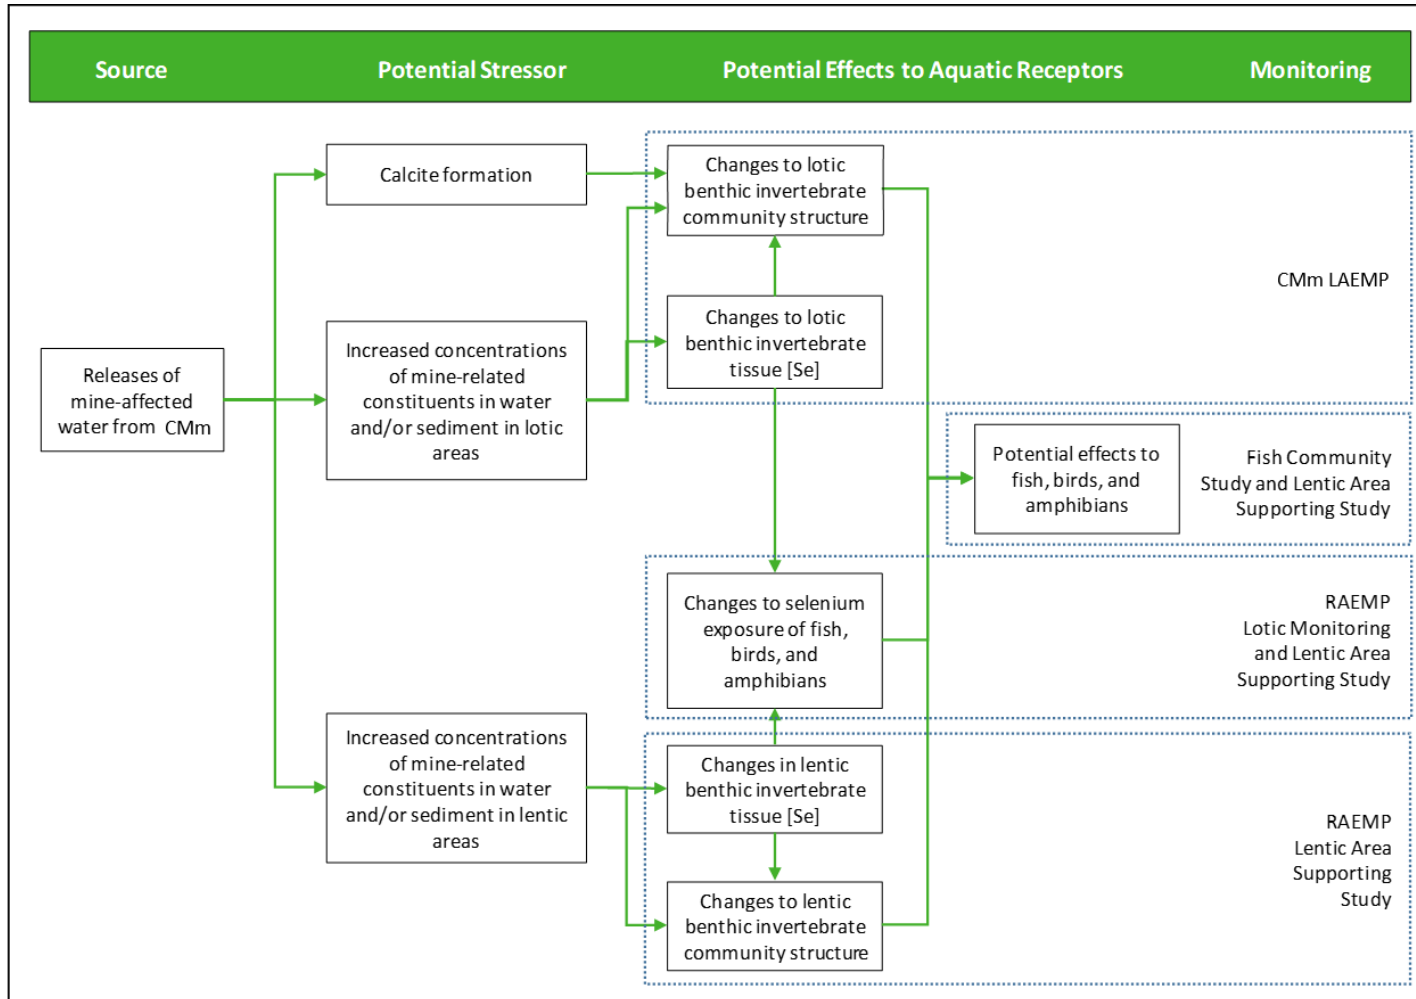 Source
Potential Stressor
Potential Effects to Aquatic Receptors
Monitoring
Calcite formation
Changes to lotic
benthic invertebrate
community structure
CMm LAEMP
Changes to lotic
benthic invertebrate
tissue [Se]
Increased concentrations
of mine-related
constituents in water
and/or sediment in lotic
areas
Releases of
mine-affected
water from CMm
Potential effects to
fish, birds, and
amphibians
Fish Community
Study and Lentic Area
Supporting Study
Changes to selenium
exposure of fish,
birds, and
amphibians
RAEMP
Lotic Monitoring
and Lentic Area
Supporting Study
Increased concentrations
of mine-related
constituents in water
and/or sediment in lentic
areas
Changes in lentic
benthic invertebrate
tissue [Se]
RAEMP
Lentic Area
Supporting
Study
Changes to lentic
benthic invertebrate
community structure